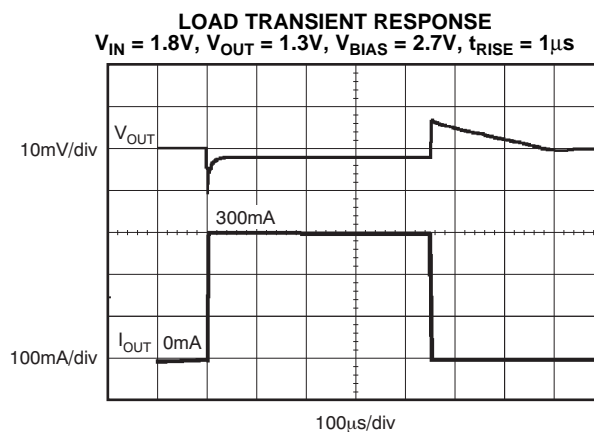 LOAD TRANSIENT RESPONSE
V_IN = 1.8V, V_OUT = 1.3V, V_BIAS = 2.7V, t_RISE = 1μs
V_OUT
10mV/div
300mA
I_OUT 0mA
100mA/div
100μs/div